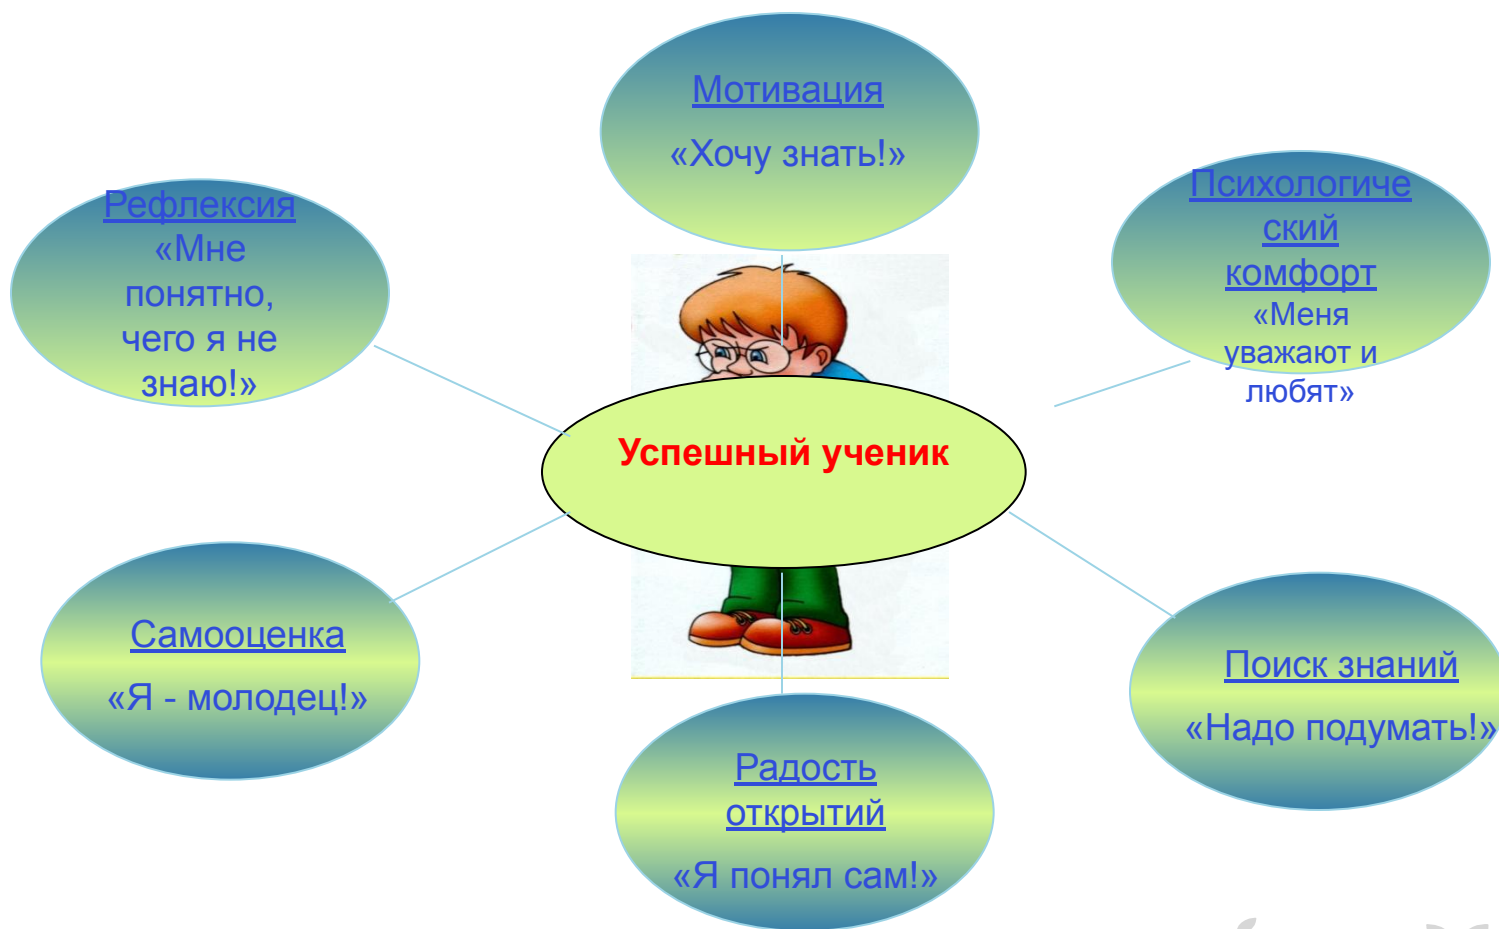 Мотивация
«Хочу знать!»
Рефлексия
«Мне
понятно,
чего я не
знаю!»
Психологиче
ский
комфорт
«Меня
уважают и
любят»
Успешный ученик
Самооценка
«Я - молодец!»
Поиск знаний
«Надо подумать!»
Радость
открытий
«Я понял сам!»